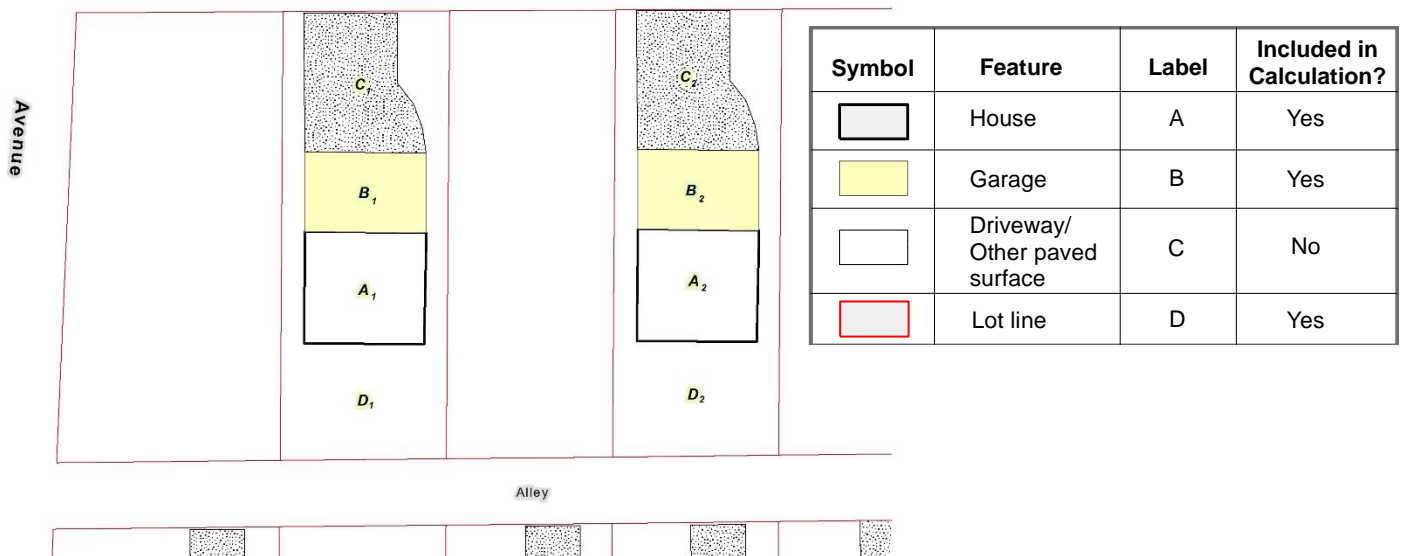 Avenue
C₁
B₁
A₁
D₁
C₂
B₂
A₂
D₂
Alley
Symbol Feature Label Included in
Calculation?
House A Yes
Garage B Yes
Driveway/
Other paved
surface C No
Lot line D Yes